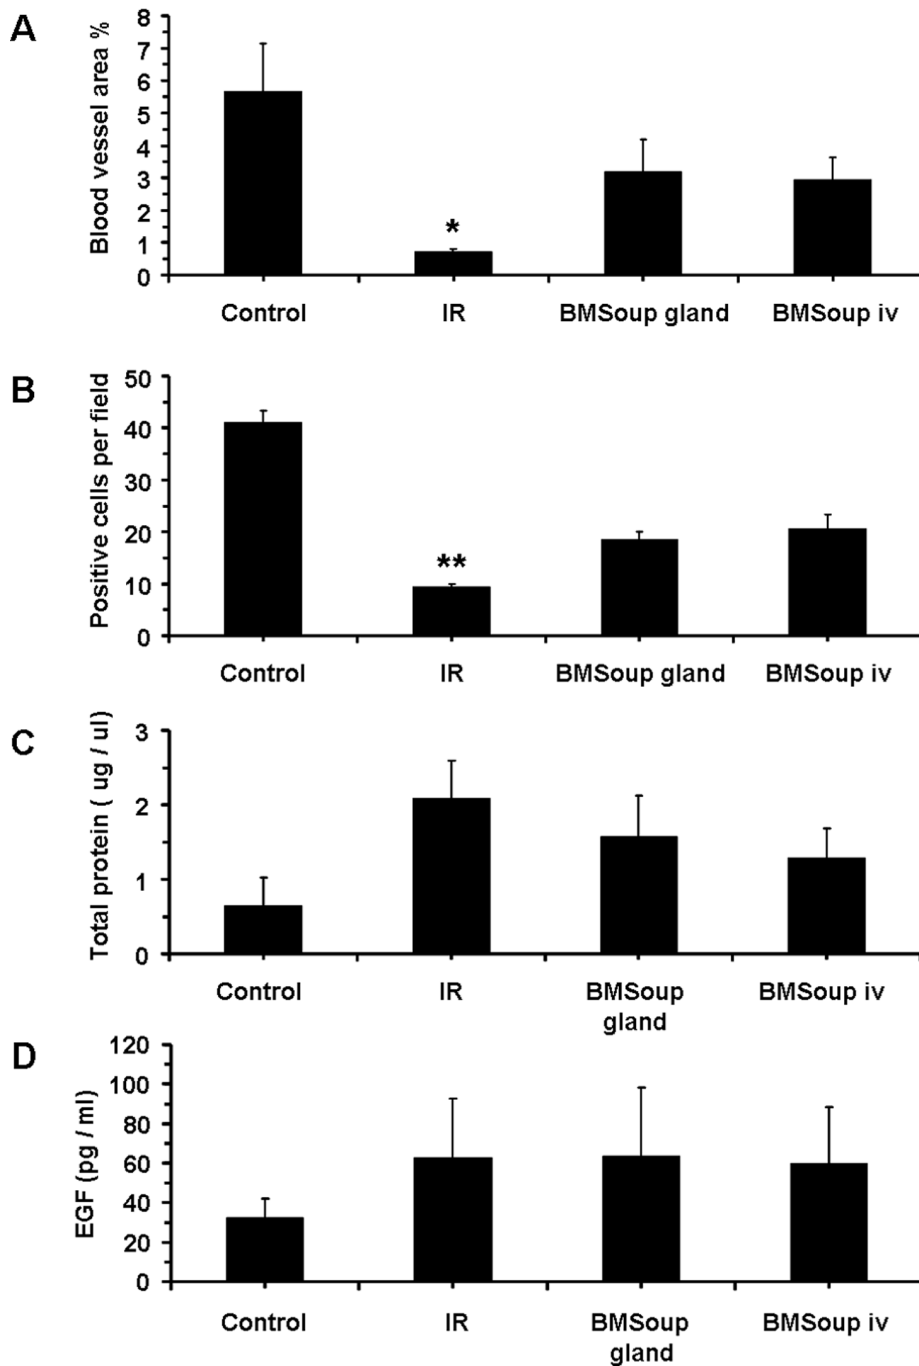 A
Blood vessel area %
8
7
6
5
4
3
2
1
0
*
Control IR BMSoup gland BMSoup iv
B
Positive cells per field
50
40
30
20
10
0
**
Control IR BMSoup gland BMSoup iv
C
Total protein ( ug / ul)
3
2
1
0
Control IR BMSoup gland BMSoup iv
D
EGF (pg / ml)
120
100
80
60
40
20
0
Control IR BMSoup gland BMSoup iv